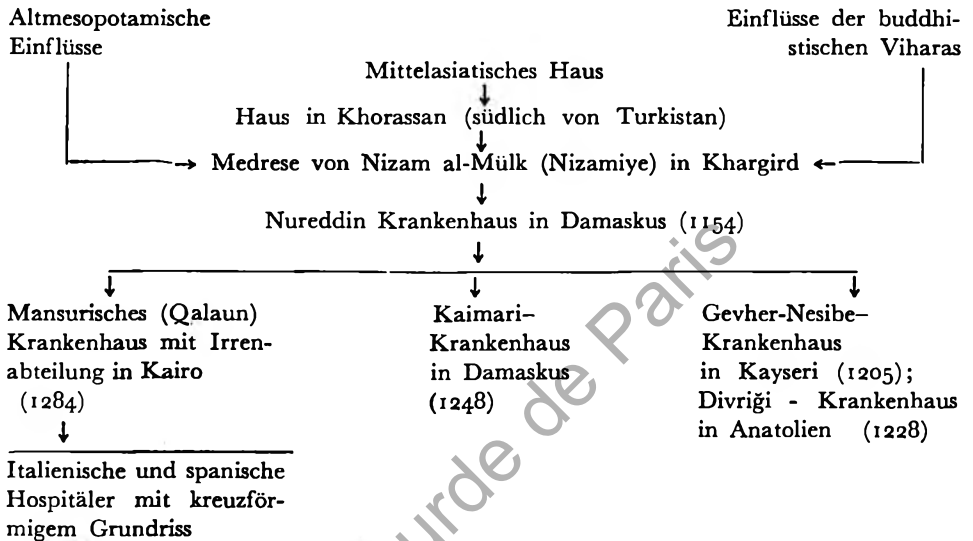 Altmesopotamische
Einflüsse
Einflüsse der buddhi-
stischen Viharas
Mittelasiatisches Haus
Haus in Khorassan (südlich von Turkistan)
Medrese von Nizam al-Mülk (Nizamiye) in Khargird
Nureddin Krankenhaus in Damaskus (1154)
Mansurisches (Qalaun)
Krankenhaus mit Irren-
abteilung in Kairo
(1284)
Kaimari-
Krankenhaus
in Damaskus
(1248)
Gevher-Nesibe-
Krankenhaus
in Kayseri (1205);
Divriği - Krankenhaus
in Anatolien (1228)
Italienische und spanische
Hospitäler mit kreuzför-
migem Grundriss
urde de Paris